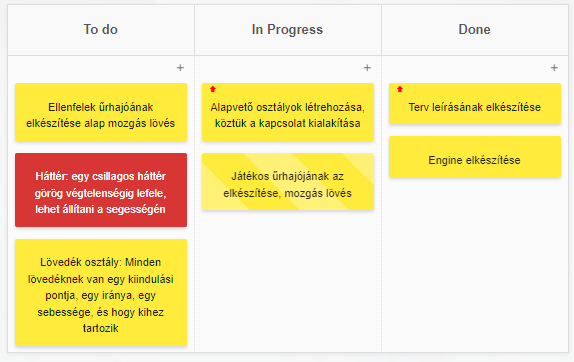 To do
In Progress
Done
+
+
+
Ellenfelek űrhajóának
elkészítése alap mozgás lövés
Háttér: egy csillagos háttér
görög végtelenségig lefele,
lehet állítani a segességén
Lövedék osztály: Minden
lövedéknek van egy kiindulási
pontja, egy iránya, egy
sebessége, és hogy kihez
tartozik
Alapvető osztályok létrehozása,
köztük a kapcsolat kialakítása
Játékos űrhajójának az
elkészítése, mozgás lövés
Terv leírásának elkészítése
Engine elkészítése